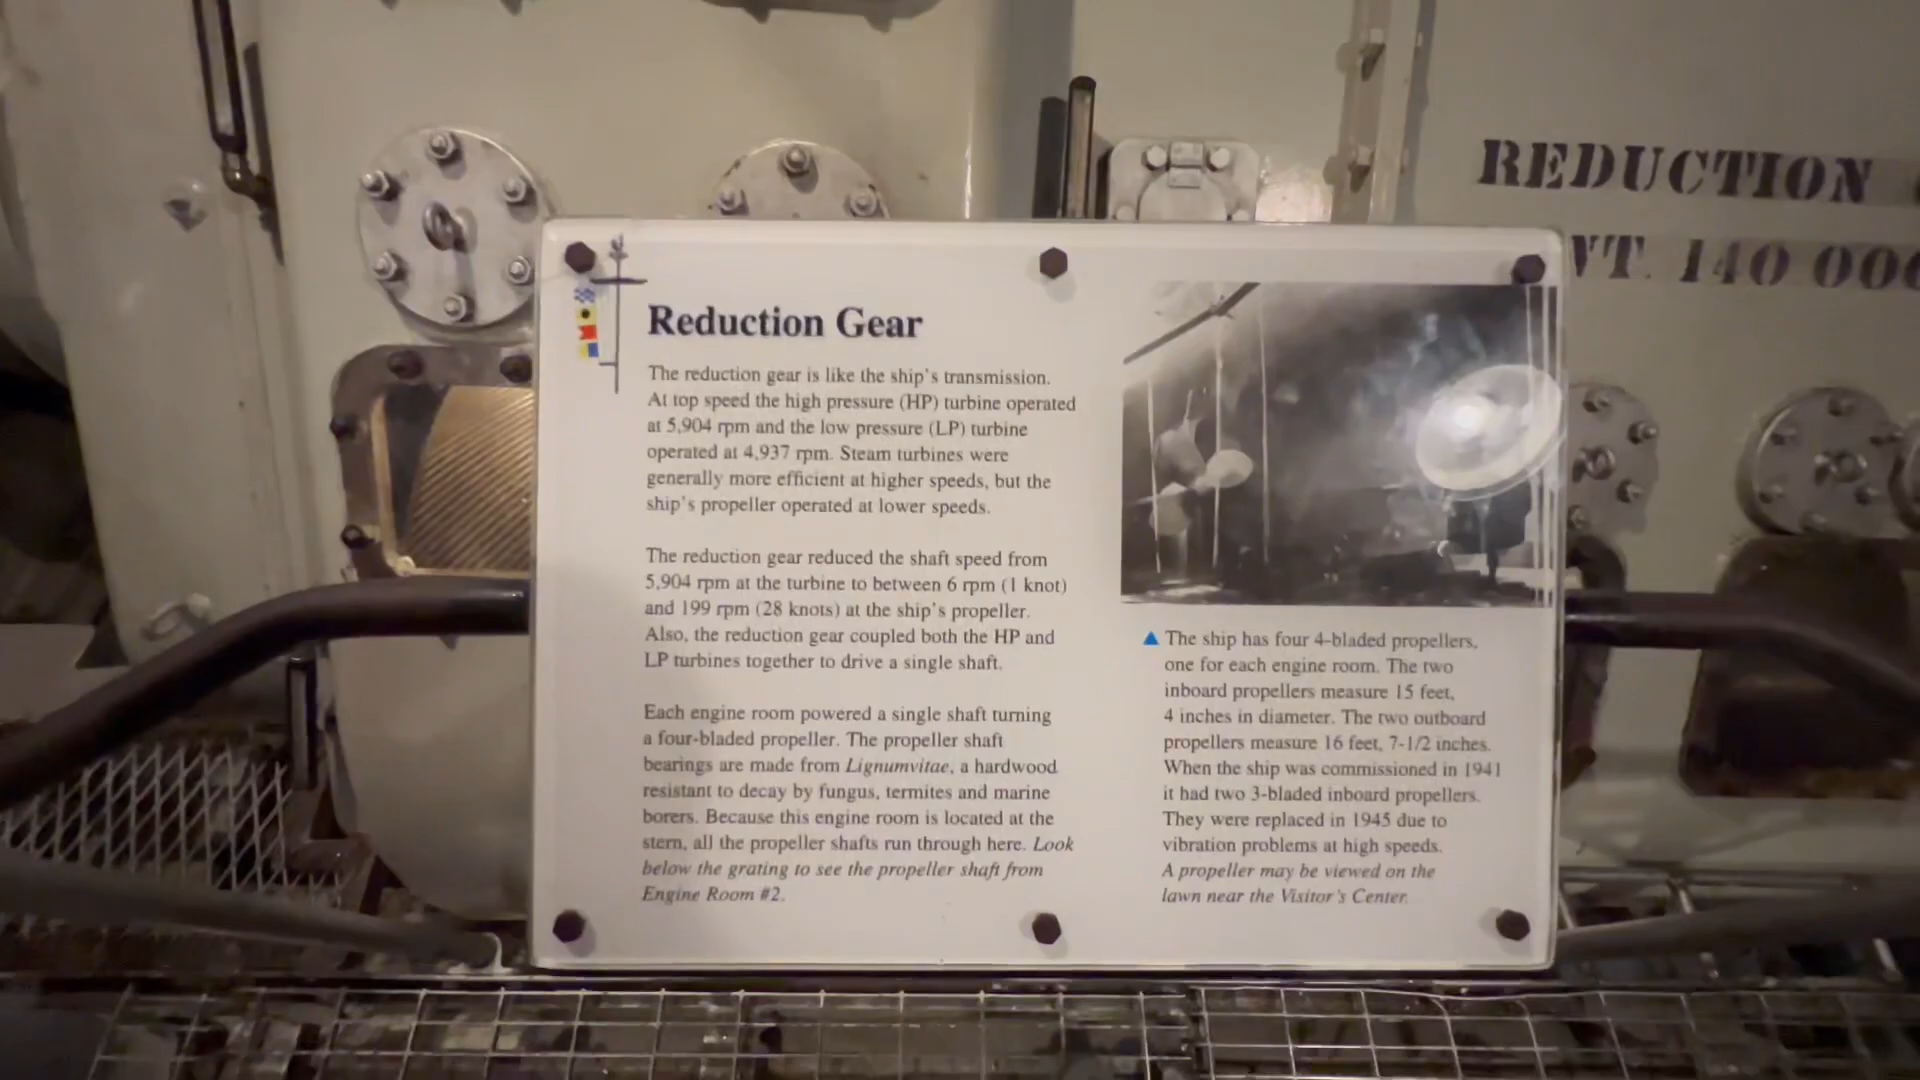 REDUCTION
WT. 140 000
Reduction Gear
The reduction gear is like the ship's transmission.
At top speed the high pressure (HP) turbine operated
at 5,904 rpm and the low pressure (LP) turbine
operated at 4,937 rpm. Steam turbines were
generally more efficient at higher speeds, but the
ship's propeller operated at lower speeds.
The reduction gear reduced the shaft speed from
5,904 rpm at the turbine to between 6 rpm (1 knot)
and 199 rpm (28 knots) at the ship's propeller.
Also, the reduction gear coupled both the HP and
LP turbines together to drive a single shaft.
Each engine room powered a single shaft turning
a four-bladed propeller. The propeller shaft
bearings are made from Lignumvitae, a hardwood
resistant to decay by fungus, termites and marine
borers. Because this engine room is located at the
stern, all the propeller shafts run through here. Look
below the grating to see the propeller shaft from
Engine Room #2.
The ship has four 4-bladed propellers,
one for each engine room. The two
inboard propellers measure 15 feet,
4 inches in diameter. The two outboard
propellers measure 16 feet, 7-1/2 inches.
When the ship was commissioned in 1941
it had two 3-bladed inboard propellers.
They were replaced in 1945 due to
vibration problems at high speeds.
A propeller may be viewed on the
lawn near the Visitor's Center.